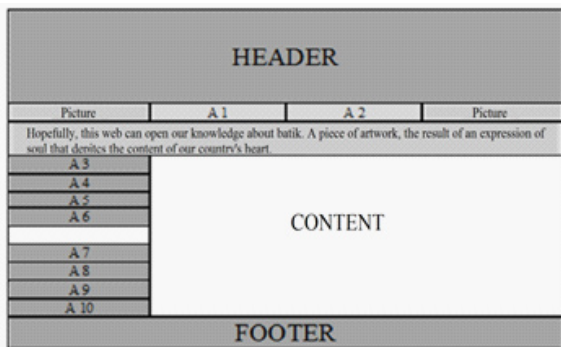 HEADER
Picture A 1 A 2 Picture
Hopefully, this web can open our knowledge about batik. A piece of artwork, the result of an expression of
soul that depites the content of our country's heart.
A 3
A 4
A 5
A 6
CONTENT
A 7
A 8
A 9
A 10
FOOTER